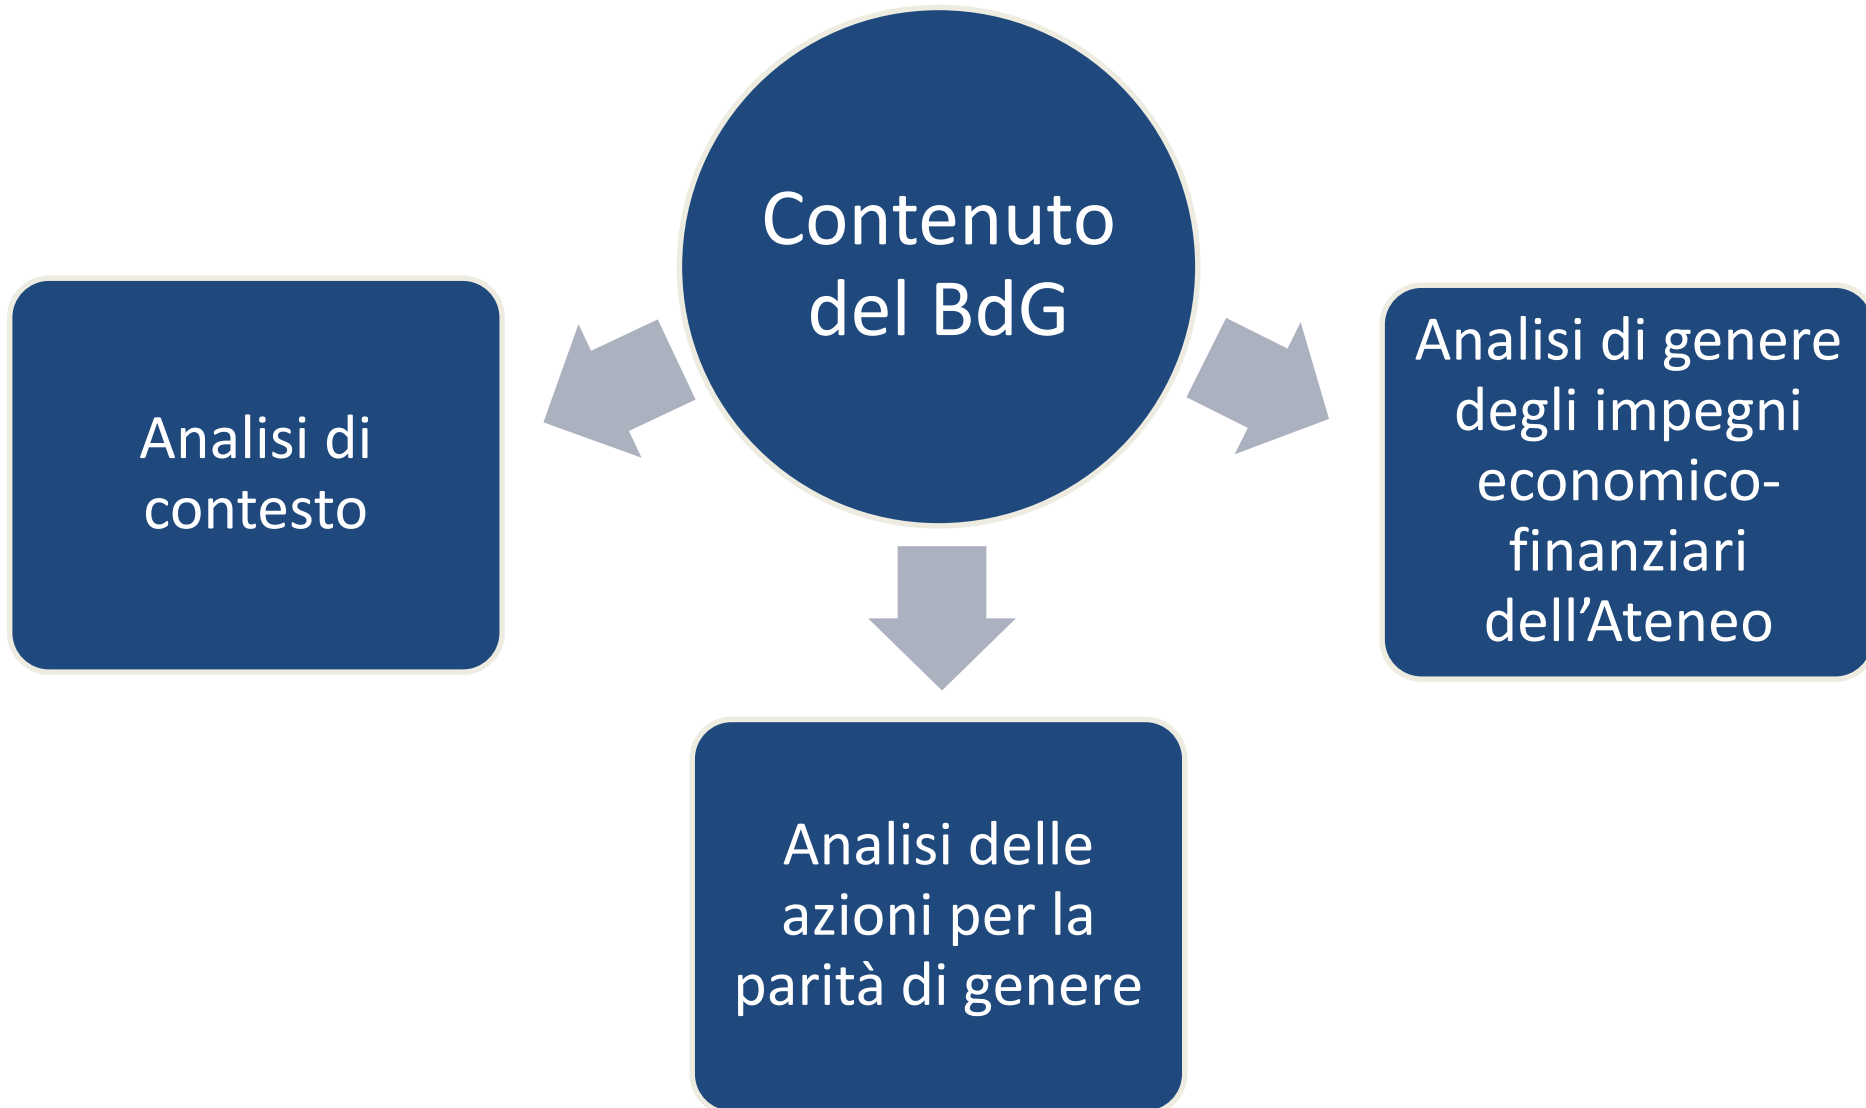 Contenuto
del BdG
Analisi di
contesto
Analisi delle
azioni per la
parità di genere
Analisi di genere
degli impegni
economico-
finanziari
dell’Ateneo